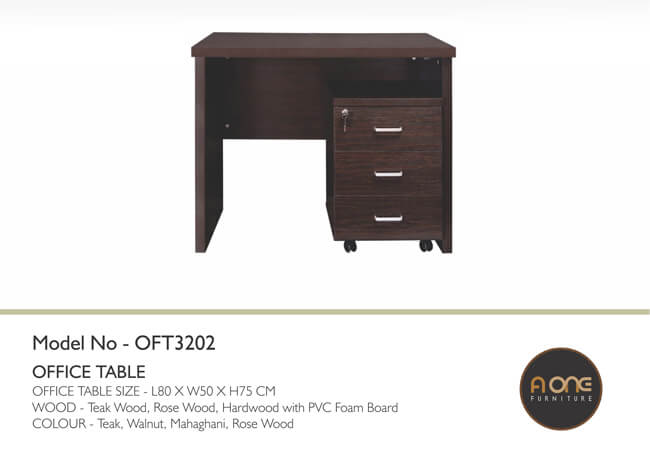 Model No - OFT3202
OFFICE TABLE
OFFICE TABLE SIZE - L80 X W50 X H75 CM
WOOD - Teak Wood, Rose Wood, Hardwood with PVC Foam Board
COLOUR - Teak, Walnut, Mahaghani, Rose Wood
A ONE
FURNITURE